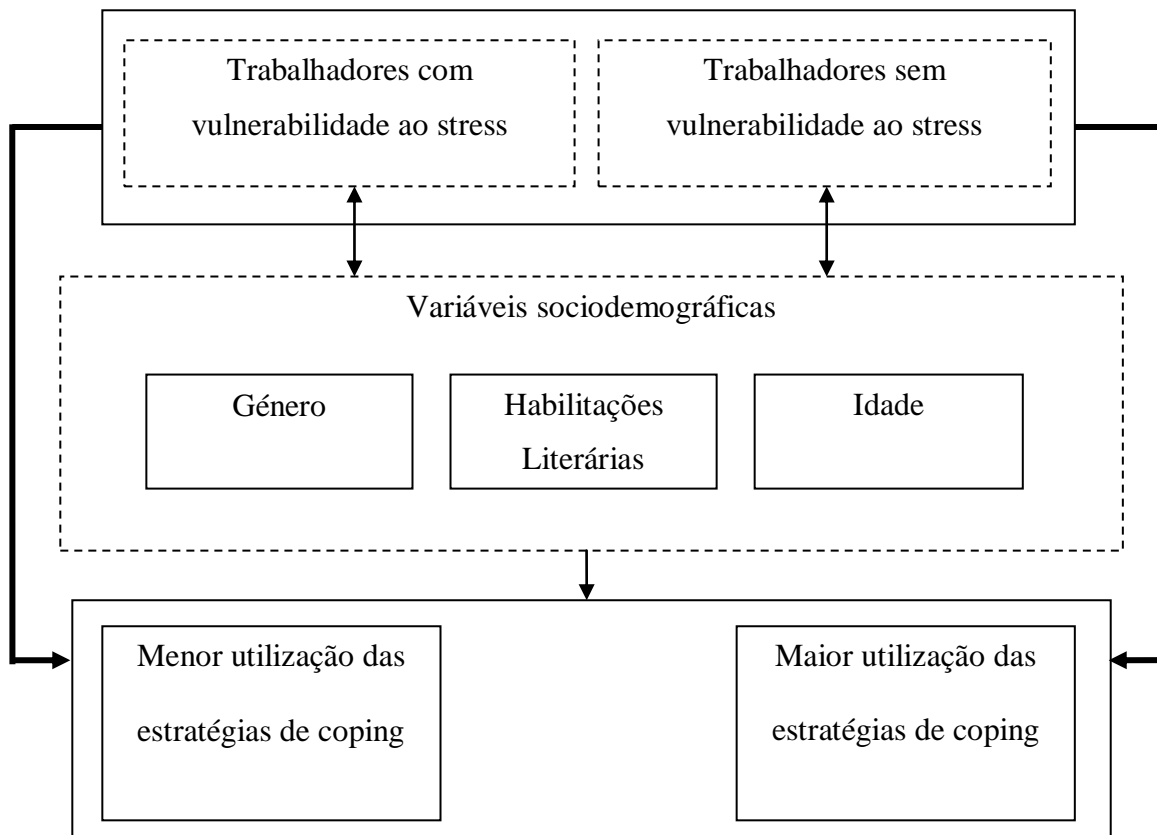 Trabalhadores com
vulnerabilidade ao stress
Trabalhadores sem
vulnerabilidade ao stress
Variáveis sociodemográficas
Género
Habilitações
Literárias
Idade
Menor utilização das
estratégias de coping
Maior utilização das
estratégias de coping